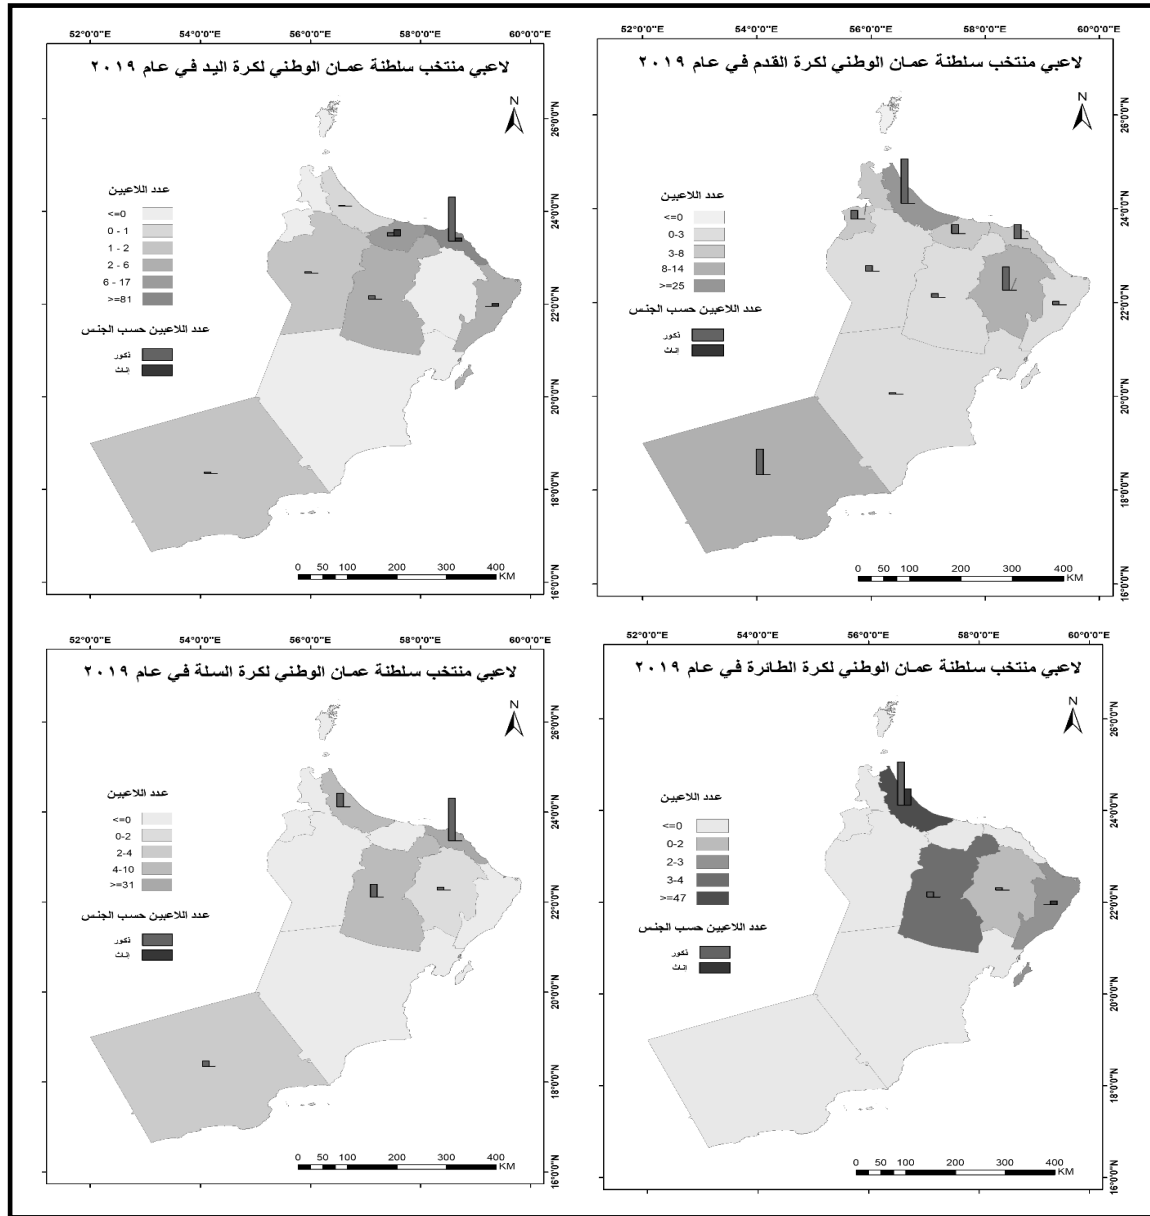 52°0'0"E 54°0'0"E 56°0'0"E 58°0'0"E 60°0'0"E
لاعبي منتخب سلطنة عمان الوطني لكرة اليد في عام ٢٠١٩
N
26°0'0"N
24°0'0"N
22°0'0"N
20°0'0"N
18°0'0"N
16°0'0"N
عدد اللاعبين
<=0
0 - 1
1 - 2
2 - 6
6 - 17
>=81
عدد اللاعبين حسب الجنس
ذكور
إناث
0 50 100 200 300 400
KM
52°0'0"E 54°0'0"E 56°0'0"E 58°0'0"E 60°0'0"E
لاعبي منتخب سلطنة عمان الوطني لكرة القدم في عام ٢٠١٩
N
26°0'0"N
24°0'0"N
22°0'0"N
20°0'0"N
18°0'0"N
16°0'0"N
عدد اللاعبين
<=0
0-3
3-8
8-14
>=25
عدد اللاعبين حسب الجنس
ذكور
إناث
0 50 100 200 300 400
KM
52°0'0"E 54°0'0"E 56°0'0"E 58°0'0"E 60°0'0"E
لاعبي منتخب سلطنة عمان الوطني لكرة السلة في عام ٢٠١٩
N
26°0'0"N
24°0'0"N
22°0'0"N
20°0'0"N
18°0'0"N
16°0'0"N
عدد اللاعبين
<=0
0-2
2-4
4-10
>=31
عدد اللاعبين حسب الجنس
ذكور
إناث
0 50 100 200 300 400
KM
52°0'0"E 54°0'0"E 56°0'0"E 58°0'0"E 60°0'0"E
لاعبي منتخب سلطنة عمان الوطني لكرة الطائرة في عام ٢٠١٩
N
26°0'0"N
24°0'0"N
22°0'0"N
20°0'0"N
18°0'0"N
16°0'0"N
عدد اللاعبين
<=0
0-2
2-3
3-4
>=47
عدد اللاعبين حسب الجنس
ذكور
إناث
0 50 100 200 300 400
KM